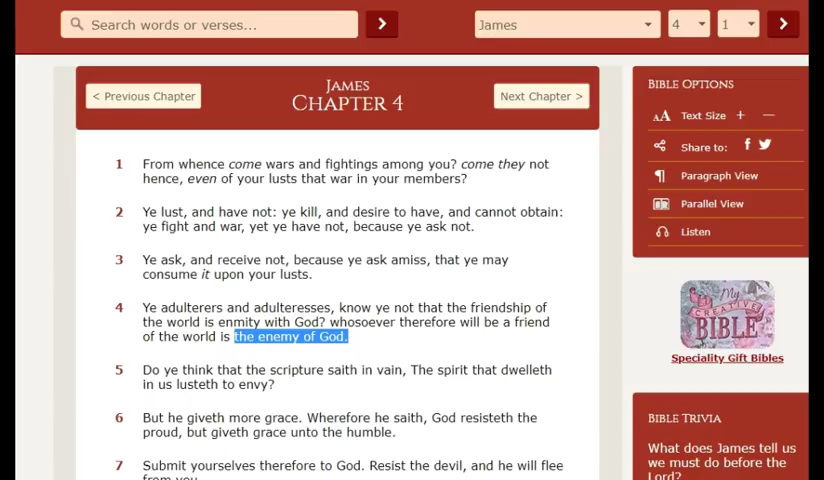 Search words or verses...
James
4
1
< Previous Chapter
JAMES
CHAPTER 4
Next Chapter >
1 From whence come wars and fightings among you? come they not
hence, even of your lusts that war in your members?
2 Ye lust, and have not: ye kill, and desire to have, and cannot obtain:
ye fight and war, yet ye have not, because ye ask not.
3 Ye ask, and receive not, because ye ask amiss, that ye may
consume it upon your lusts.
4 Ye adulterers and adulteresses, know ye not that the friendship of
the world is enmity with God? whosoever therefore will be a friend
of the world is the enemy of God.
5 Do ye think that the scripture saith in vain, The spirit that dwelleth
in us lusteth to envy?
6 But he giveth more grace. Wherefore he saith, God resisteth the
proud, but giveth grace unto the humble.
7 Submit yourselves therefore to God. Resist the devil, and he will flee
from you.
BIBLE OPTIONS
AA Text Size + —
Share to: f
¶ Paragraph View
Parallel View
Listen
My
CREATIVE
BIBLE
Speciality Gift Bibles
BIBLE TRIVIA
What does James tell us
we must do before the
Lord?